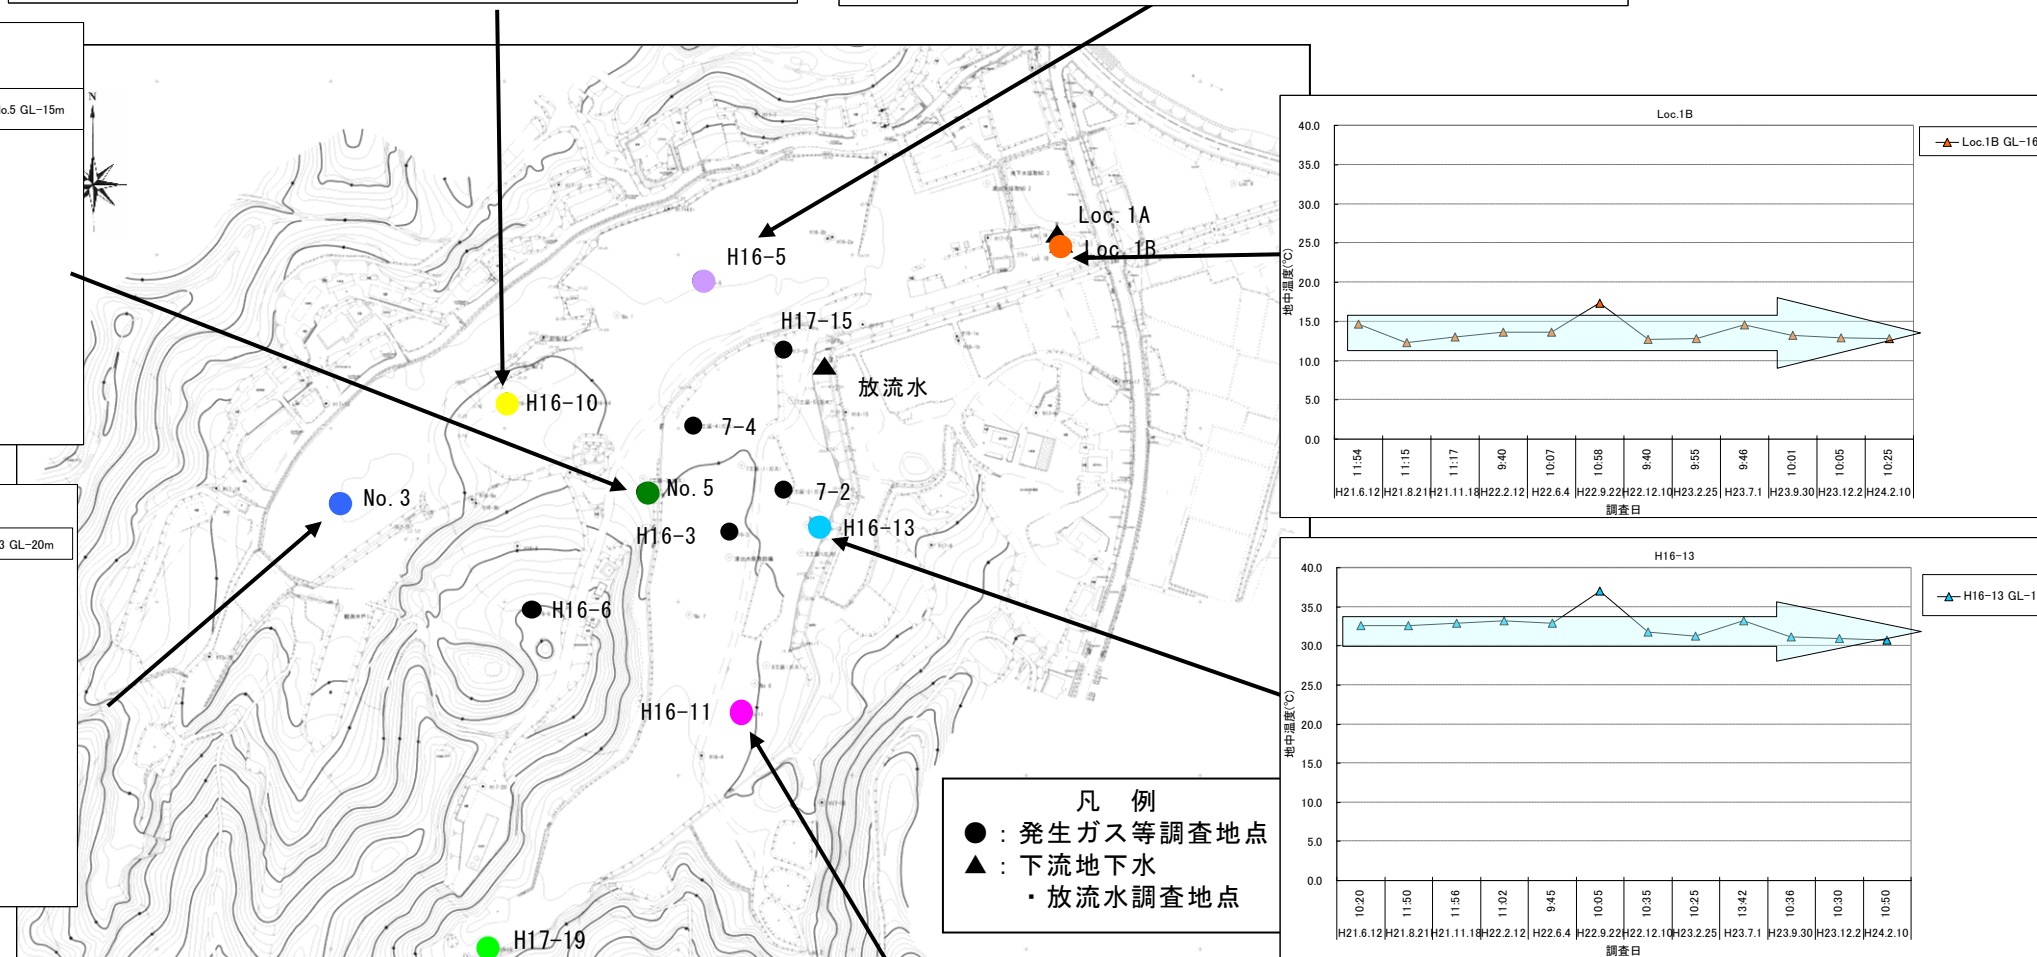 o.5 GL-15m
N
Loc.1A
Loc.1B
H16-5
H17-15
放流水
H16-10
7-4
No.3
No.5
7-2
H16-3
H16-13
3 GL-20m
H16-6
H16-11
H17-19
凡 例
● : 発生ガス等調査地点
▲ : 下流地下水
・放流水調査地点
Loc.1B
Loc.1B GL-16
地中温度(℃)
40.0
35.0
30.0
25.0
20.0
15.0
10.0
5.0
0.0
11:54 11:15 11:17 9:40 10:07 10:58 9:40 9:55 9:46 10:01 10:05 10:25
H21.6.12 H21.8.21 H21.11.18 H22.2.12 H22.6.4 H22.9.22 H22.12.10 H23.2.25 H23.7.1 H23.9.30 H23.12.2 H24.2.10
調査日
H16-13
H16-13 GL-1
地中温度(℃)
40.0
35.0
30.0
25.0
20.0
15.0
10.0
5.0
0.0
10:20 11:50 11:56 11:02 9:45 10:05 10:35 10:25 13:42 10:36 10:30 10:50
H21.6.12 H21.8.21 H21.11.18 H22.2.12 H22.6.4 H22.9.22 H22.12.10 H23.2.25 H23.7.1 H23.9.30 H23.12.2 H24.2.10
調査日